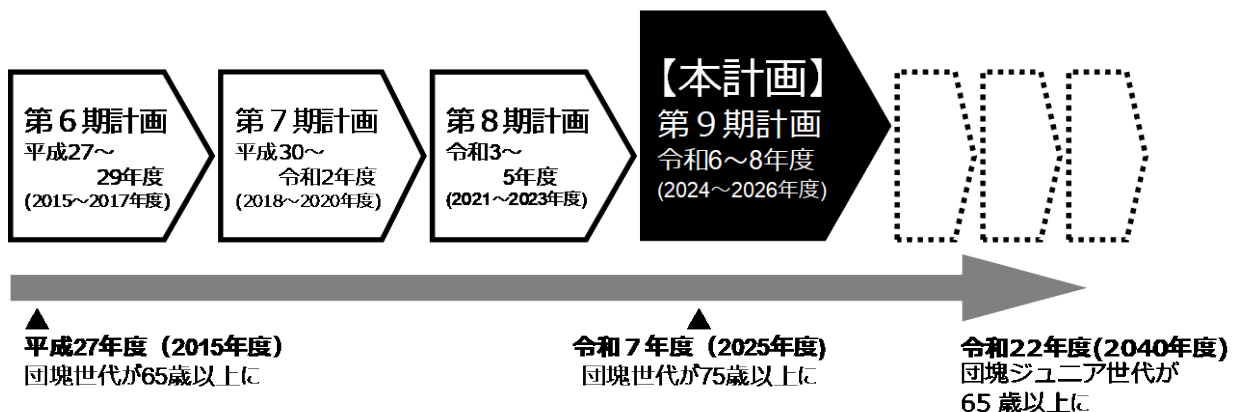 第６期計画
平成27～
29年度
(2015～2017年度)
第７期計画
平成30～
令和2年度
(2018～2020年度)
第８期計画
令和3～
5年度
(2021～2023年度)
【本計画】
第９期計画
令和6～8年度
(2024～2026年度)
▲
平成27年度（2015年度）
団塊世代が65歳以上に
▲
令和７年度（2025年度)
団塊世代が75歳以上に
令和22年度(2040年度)
団塊ジュニア世代が
65 歳以上に